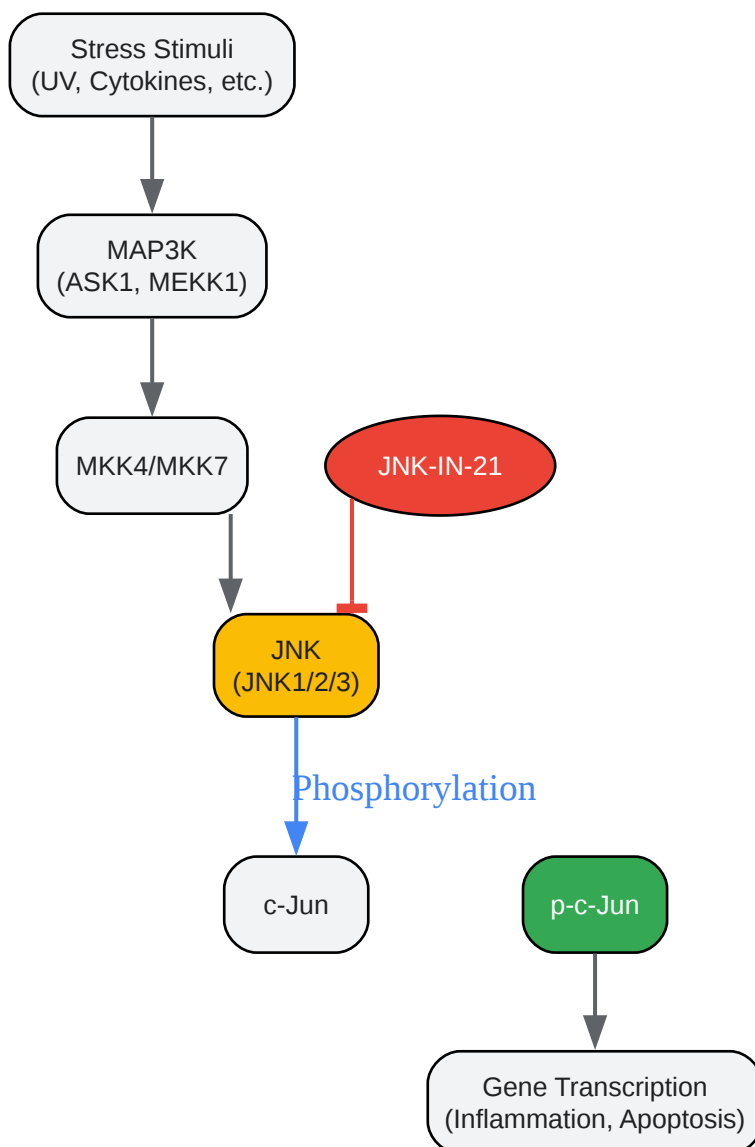 Stress Stimuli
(UV, Cytokines, etc.)
MAP3K
(ASK1, MEKK1)
MKK4/MKK7
JNK-IN-21
JNK
(JNK1/2/3)
Phosphorylation
c-Jun
p-c-Jun
Gene Transcription
(Inflammation, Apoptosis)